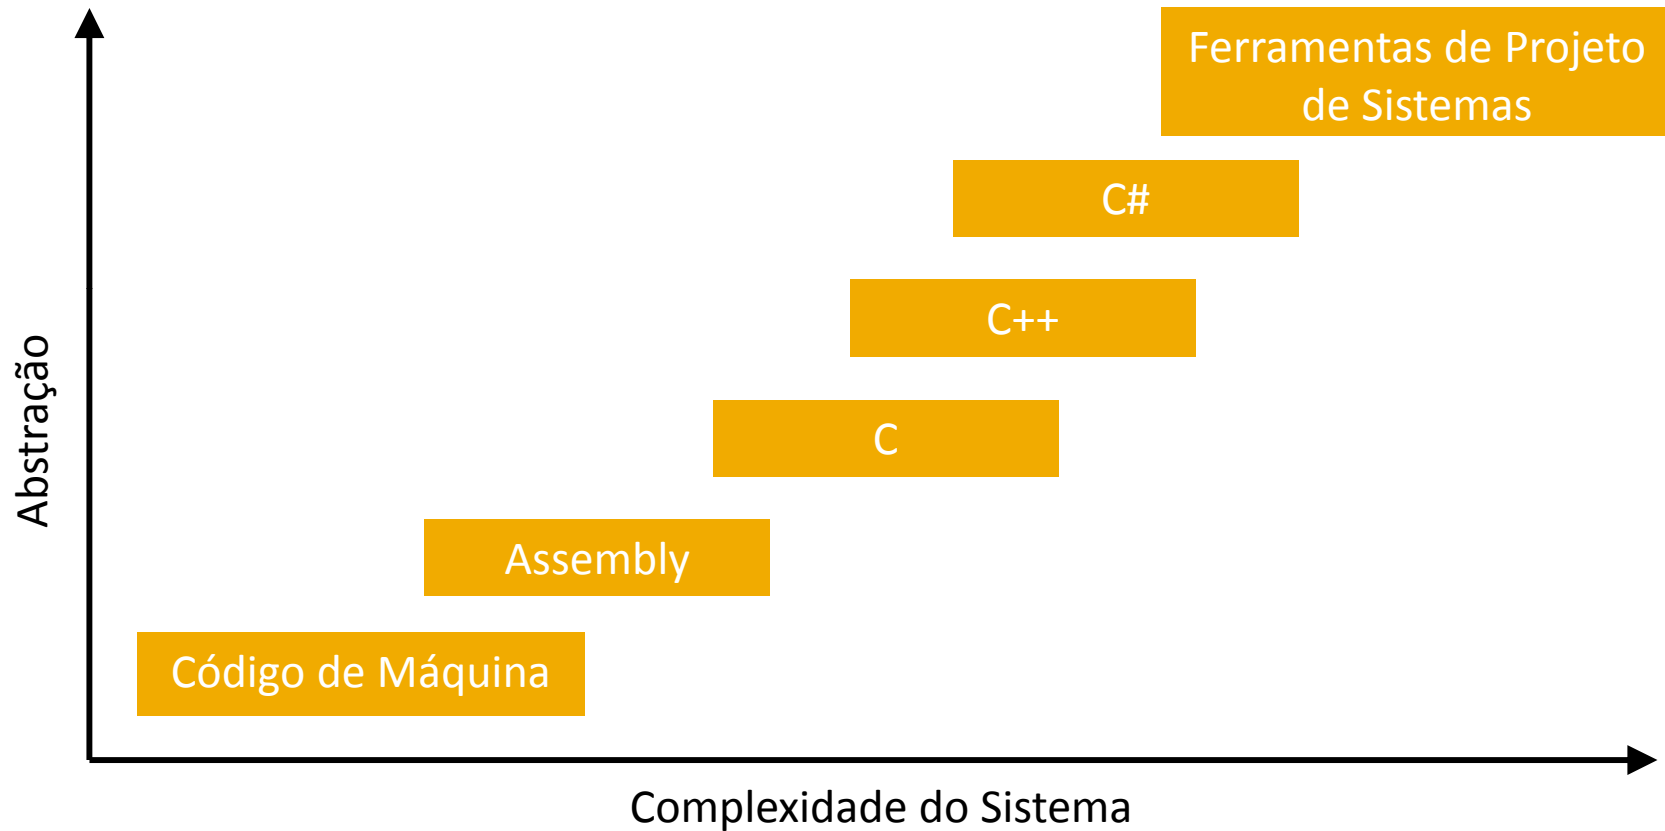 Ferramentas de Projeto
de Sistemas
C#
C++
C
Assembly
Código de Máquina
Abstração
Complexidade do Sistema